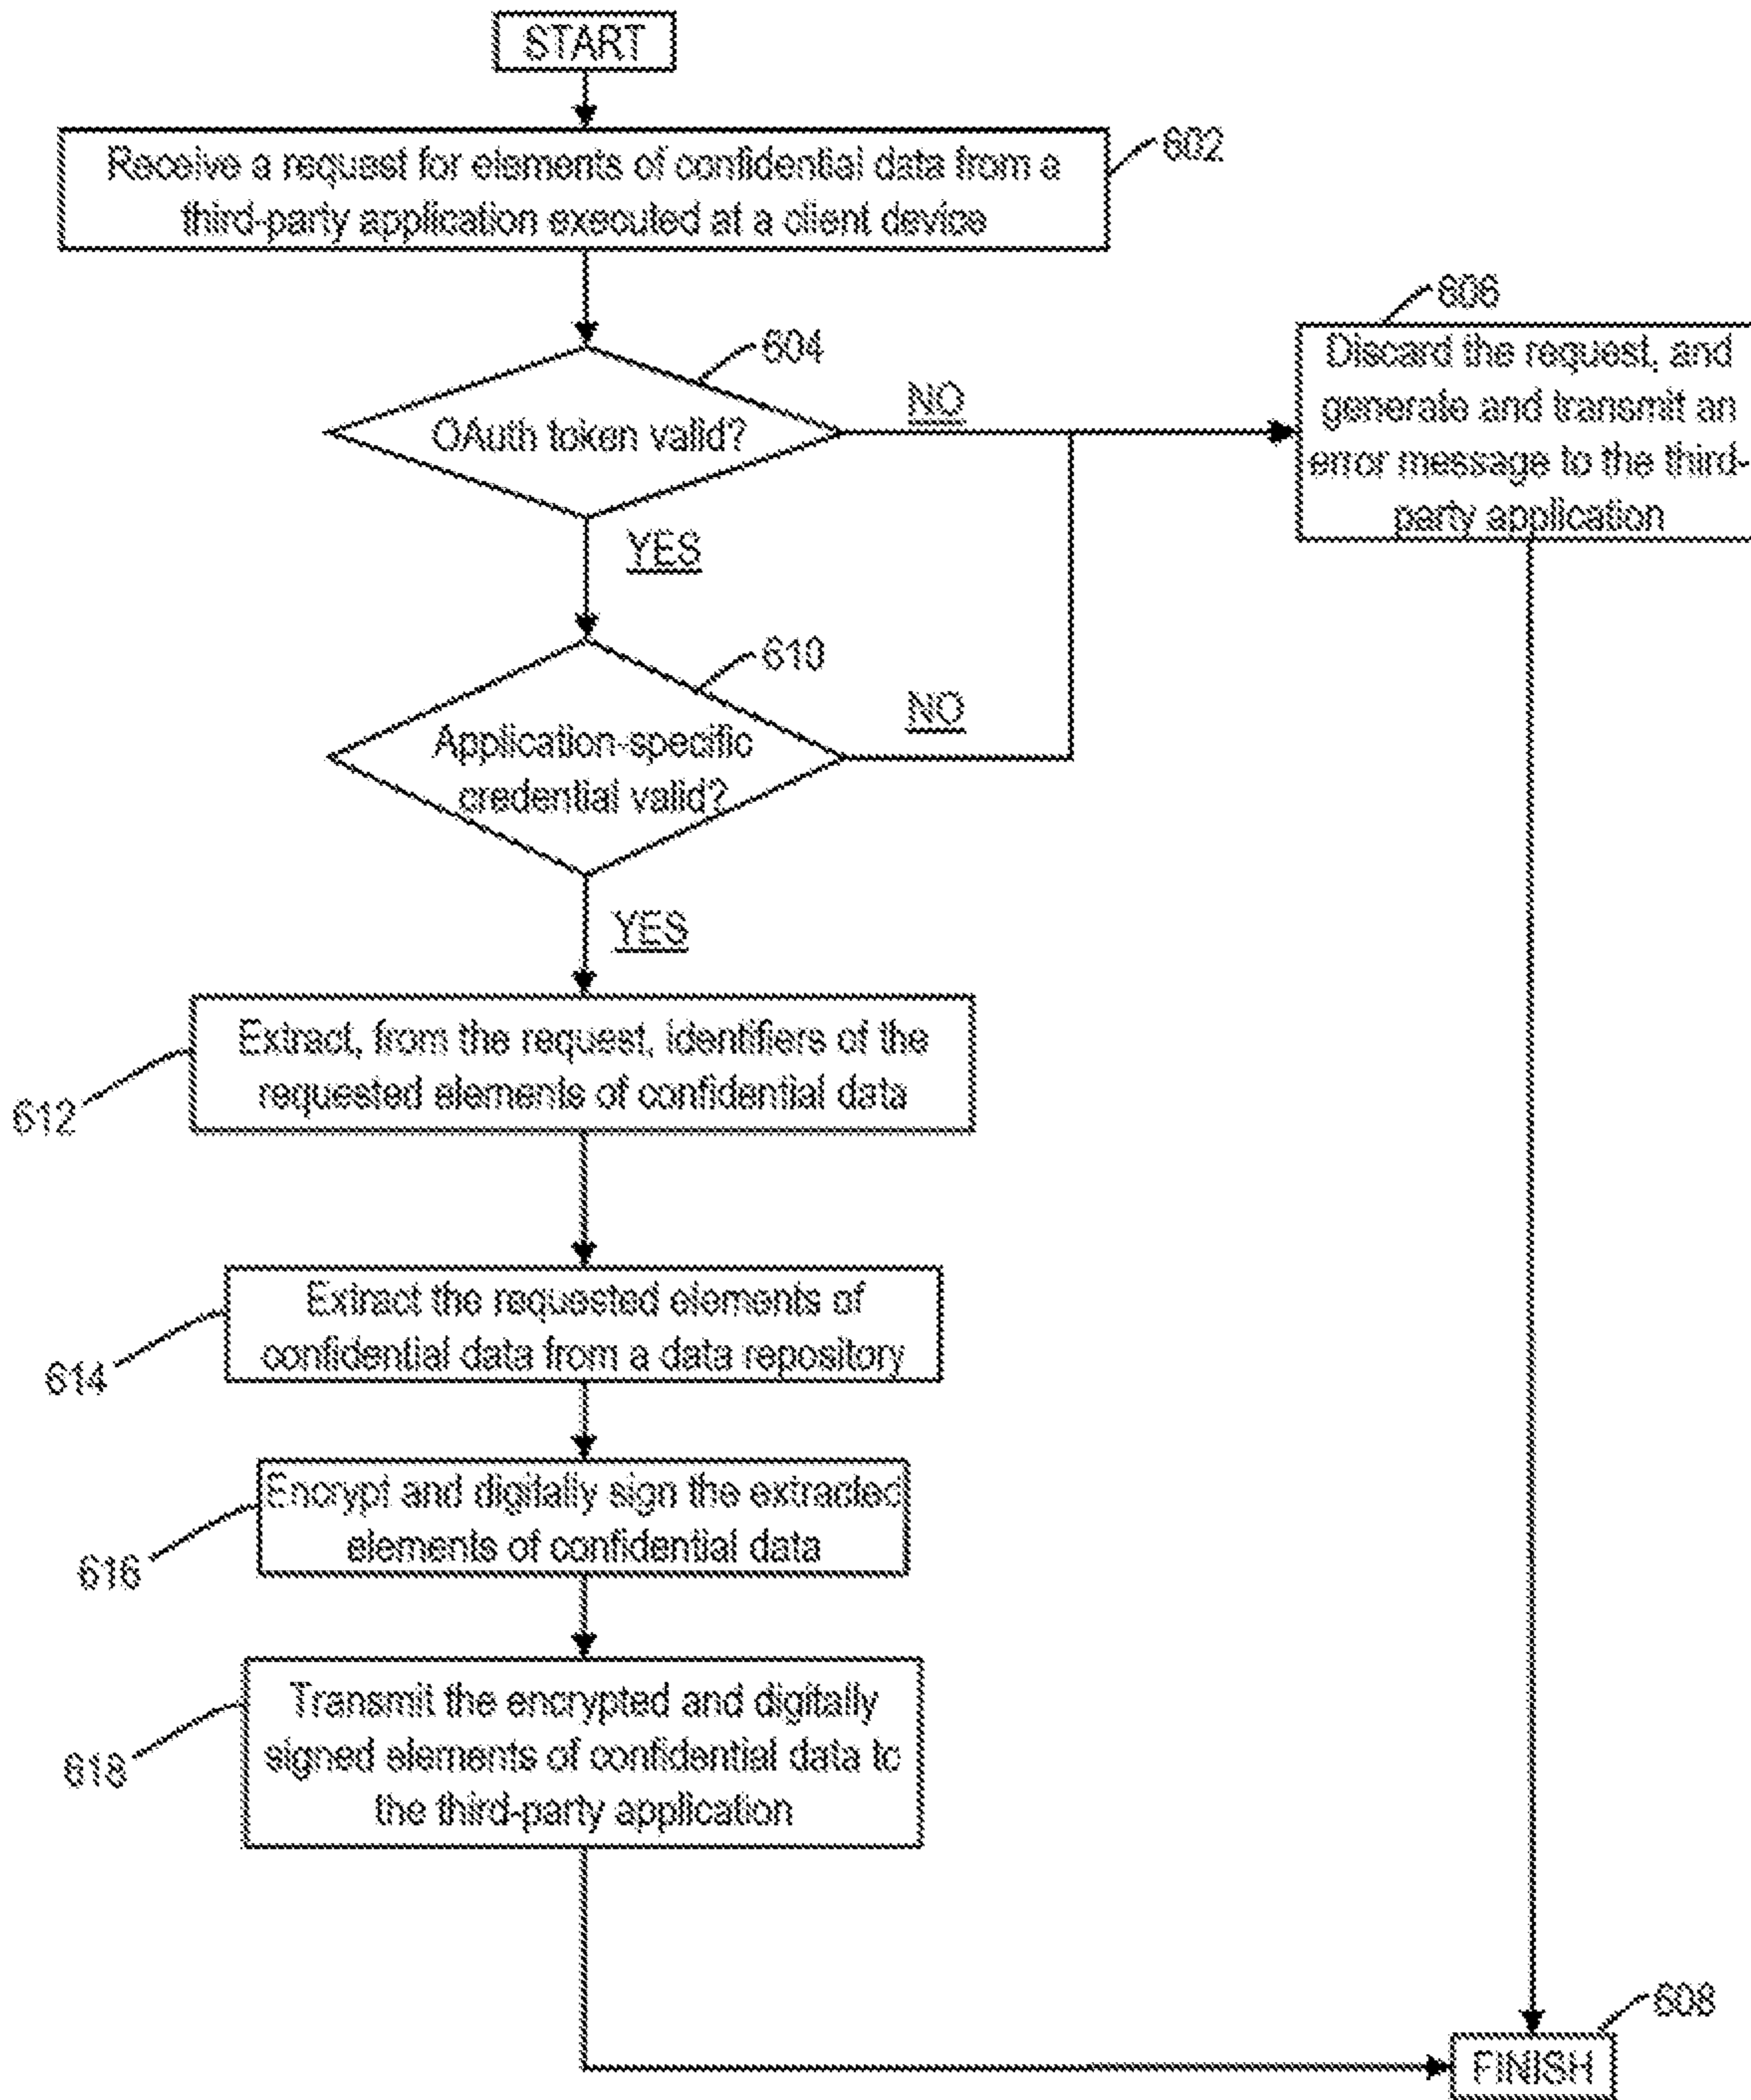 START
602
Receive a request for elements of confidential data from a
third-party application executed at a client device
604
OAuth token valid?
NO
606
Discard the request, and
generate and transmit an
error message to the third-
party application
YES
610
Application-specific
credential valid?
NO
YES
612
Extract, from the request, identifiers of the
requested elements of confidential data
614
Extract the requested elements of
confidential data from a data repository
616
Encrypt and digitally sign the extracted
elements of confidential data
618
Transmit the encrypted and digitally
signed elements of confidential data to
the third-party application
608
FINISH